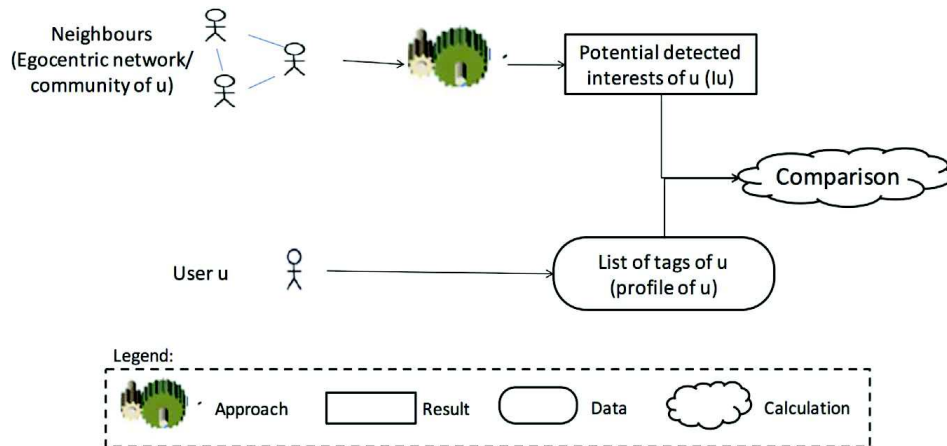 Neighbours
(Egocentric network/
community of u)
Potential detected
interests of u (Iu)
Comparison
User u
List of tags of u
(profile of u)
Legend:
Approach
Result
Data
Calculation